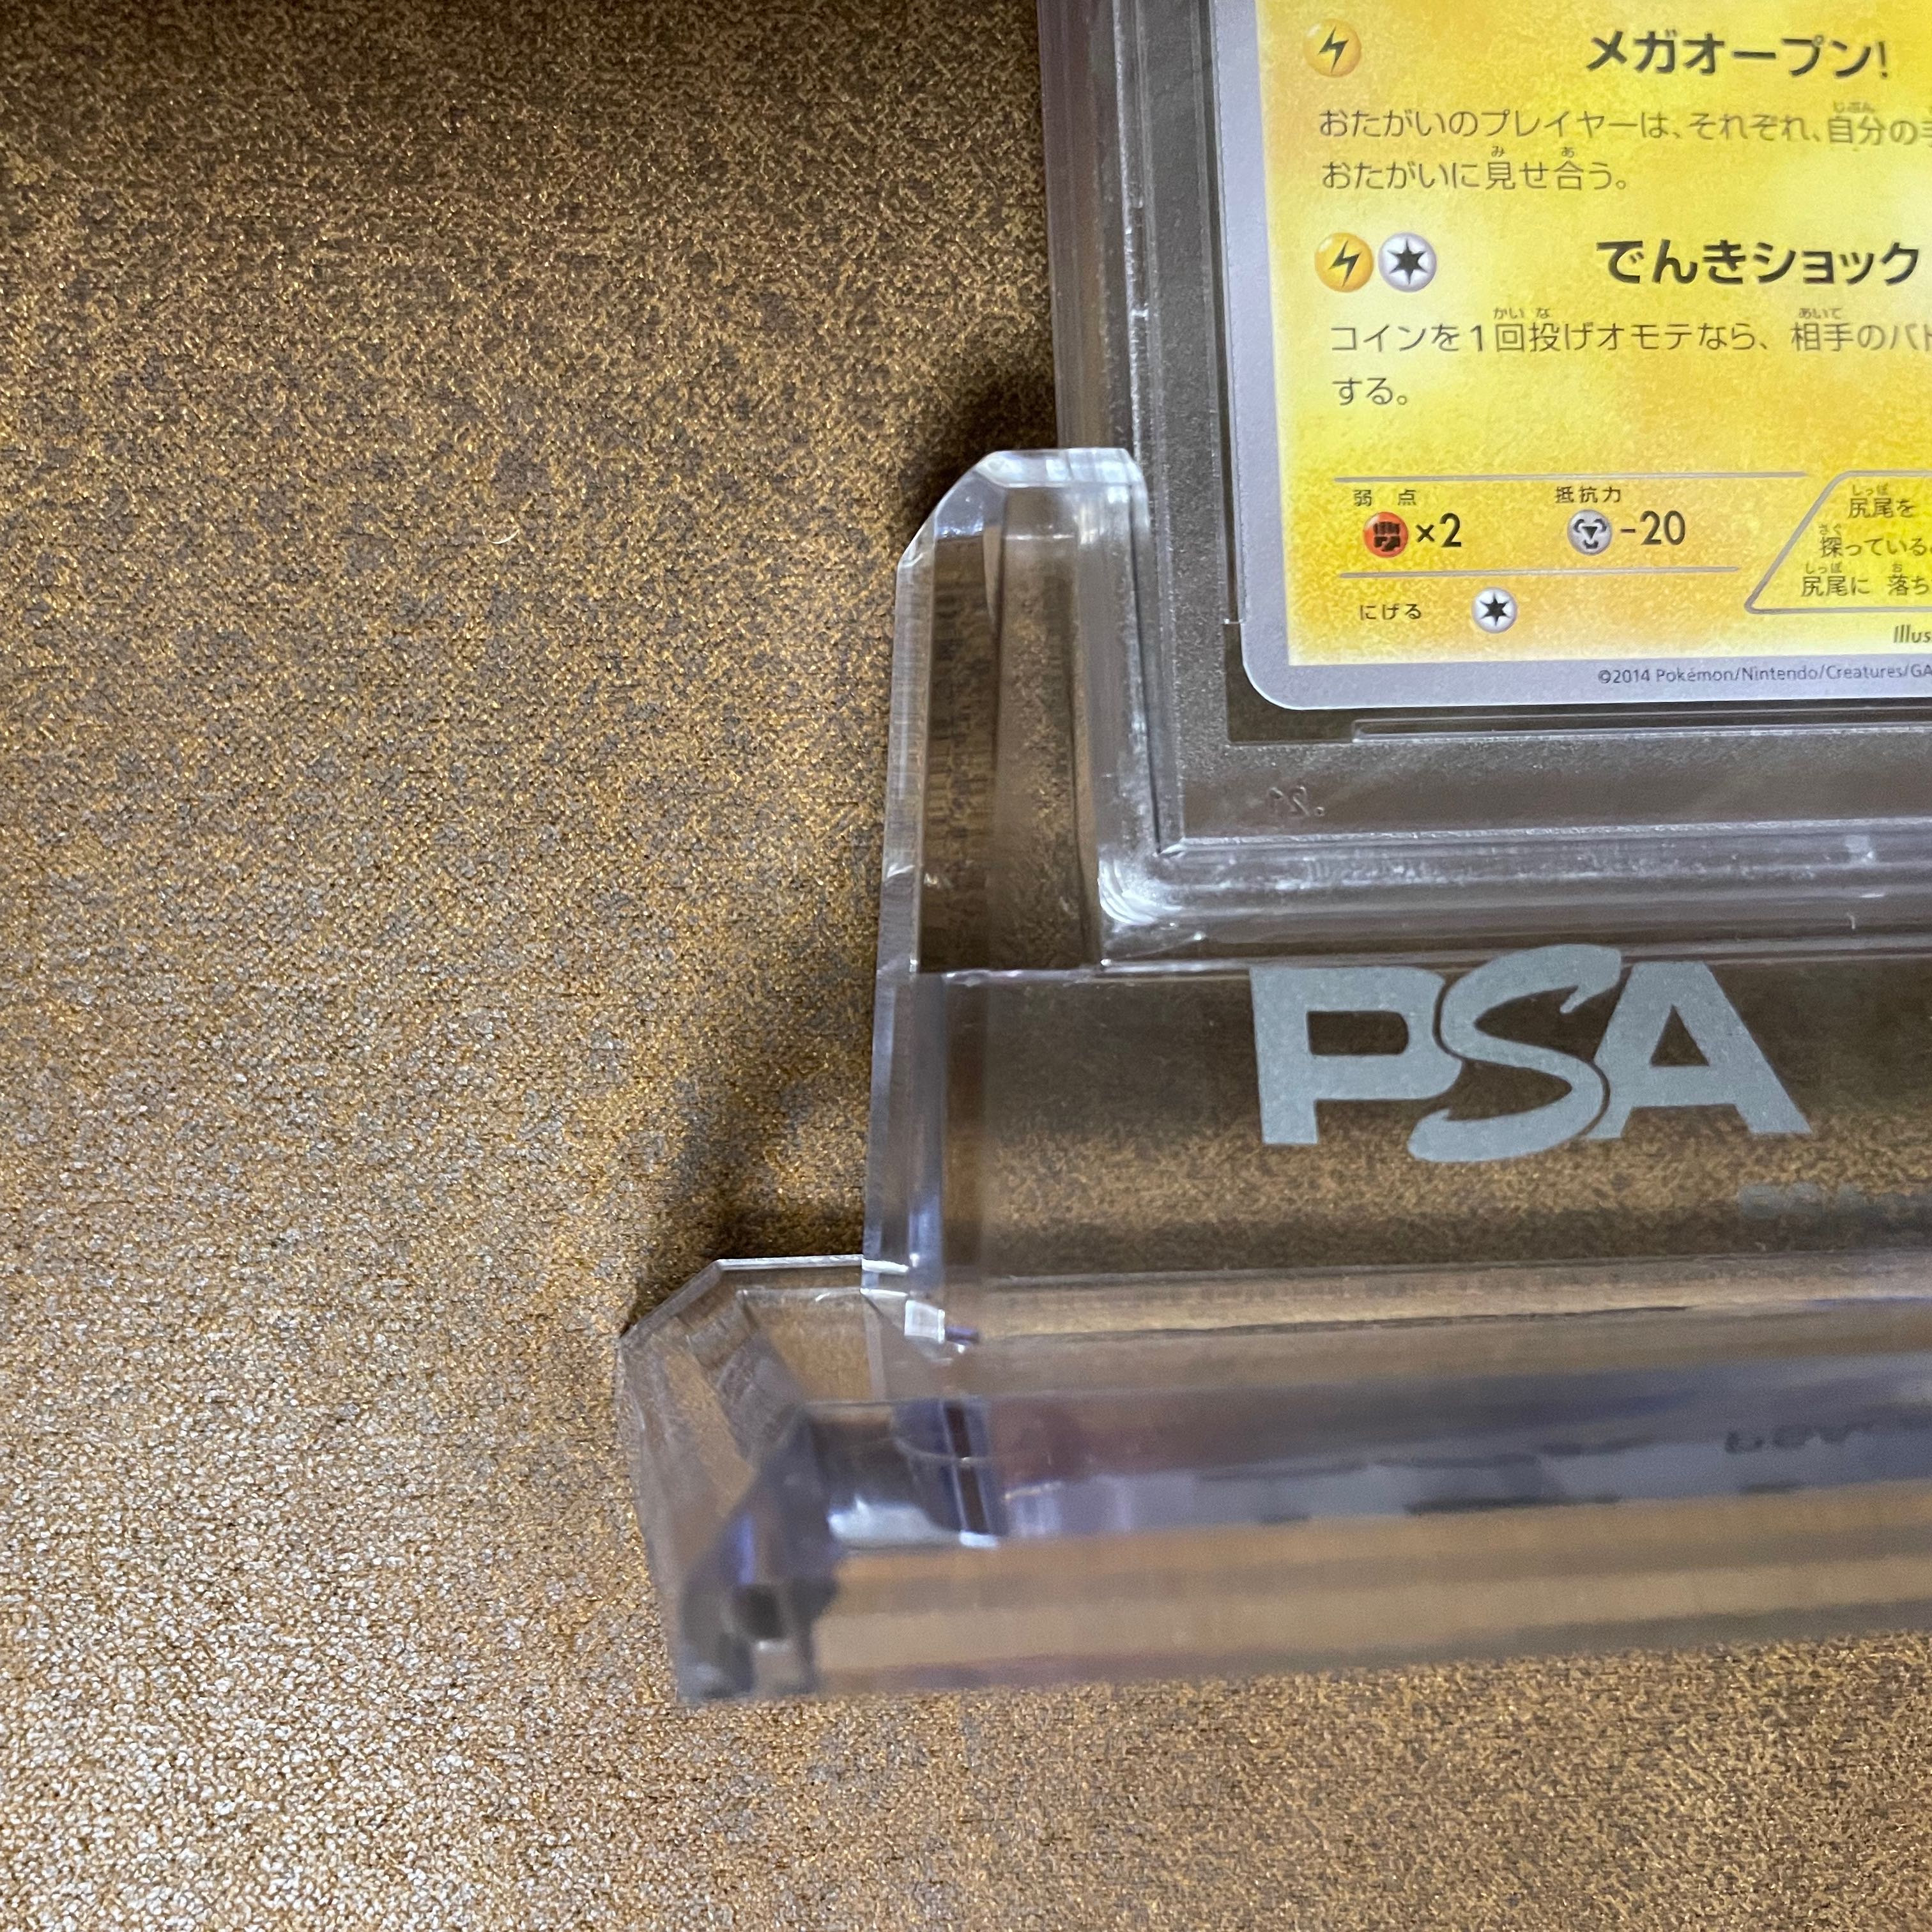 メガオープン!
おたがいのプレイヤーは、それぞれ、自分の
おたがいに見せ合う。
でんきショック
コインを1回投げオモテなら、相手のバト
する。
弱点 抵抗力
×2 -20
にげる
尻尾を
探っている
尻尾に 落ち
Illus
©2014 Pokémon/Nintendo/Creatures/GA
PSA